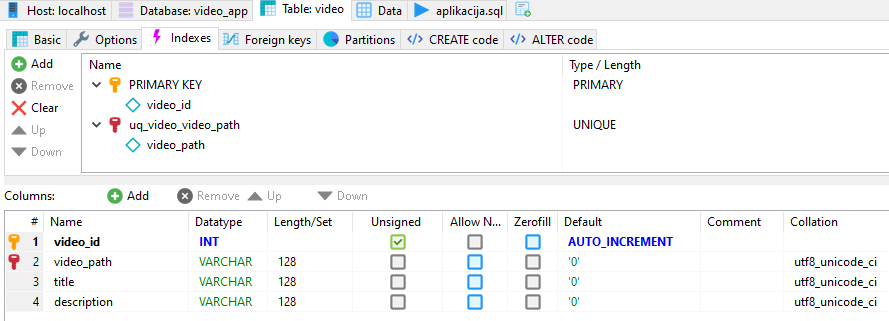 Host: localhost Database: video_app Table: video Data aplikacija.sql
Basic Options Indexes Foreign keys Partitions CREATE code ALTER code
Add Name Type / Length
Remove PRIMARY KEY PRIMARY
Clear video_id
Up uq_video_video_path UNIQUE
Down video_path
Columns: Add Remove Up Down
# Name Datatype Length/Set Unsigned Allow N... Zerofill Default Comment Collation
1 video_id INT AUTO_INCREMENT
2 video_path VARCHAR 128 '0' utf8_unicode_ci
3 title VARCHAR 128 '0' utf8_unicode_ci
4 description VARCHAR 128 '0' utf8_unicode_ci